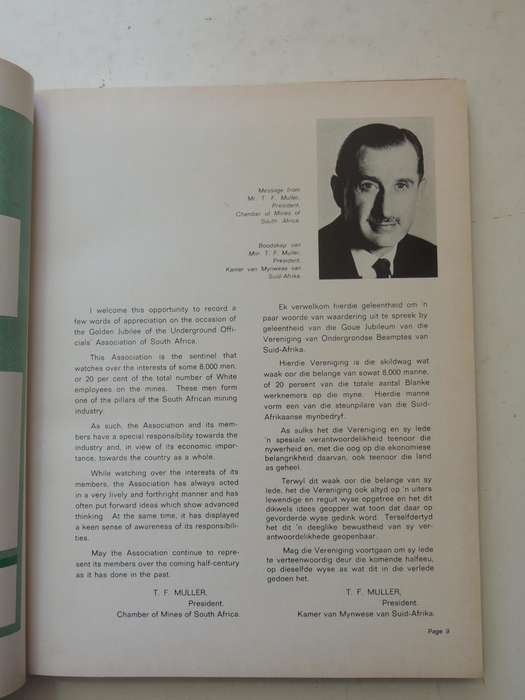 Message from
Mr. T. F. Muller,
President,
Chamber of Mines of
South Africa.
Boodskap van
Mnr. T. F. Muller,
President,
Kamer van Mynwese van
Suid-Afrika.
I welcome this opportunity to record a
few words of appreciation on the occasion of
the Golden Jubilee of the Underground Offi-
cials' Association of South Africa.
This Association is the sentinel that
watches over the interests of some 8,000 men,
or 20 per cent of the total number of White
employees on the mines. These men form
one of the pillars of the South African mining
industry.
As such, the Association and its mem-
bers have a special responsibility towards the
industry and, in view of its economic impor-
tance, towards the country as a whole.
While watching over the interests of its
members, the Association has always acted
in a very lively and forthright manner and has
often put forward ideas which show advanced
thinking. At the same time, it has displayed
a keen sense of awareness of its responsibili-
ties.
May the Association continue to repre-
sent its members over the coming half-century
as it has done in the past.
T. F. MULLER,
President.
Chamber of Mines of South Africa.
Ek verwelkom hierdie geleentheid om 'n
paar woorde van waardering uit te spreek by
geleentheid van die Goue Jubileum van die
Vereniging van Ondergrondse Beamptes van
Suid-Afrika.
Hierdie Vereniging is die skildwag wat
waak oor die belange van sowat 8,000 manne,
of 20 persent van die totale aantal Blanke
werknemers op die myne. Hierdie manne
vorm een van die steunpilare van die Suid-
Afrikaanse mynbedryf.
As sulks het die Vereniging en sy lede
'n spesiale verantwoordelikheid teenoor die
nywerheid en, met die oog op die ekonomiese
belangrikheid daarvan, ook teenoor die land
as geheel.
Terwyl dit waak oor die belange van sy
lede, het die Vereniging ook altyd op 'n uiters
lewendige en reguit wyse opgetree en het dit
dikwels idees geopper wat toon dat daar op
gevorderde wyse gedink word. Terselfdertyd
het dit 'n deeglike bewustheid van sy ver-
antwoordelikhede geopenbaar.
Mag die Vereniging voortgaan om sy lede
te verteenwoordig deur die komende halfeeu,
op dieselfde wyse as wat dit in die verlede
gedoen het.
T. F. MULLER,
President.
Kamer van Mynwese van Suid-Afrika.
Page 9